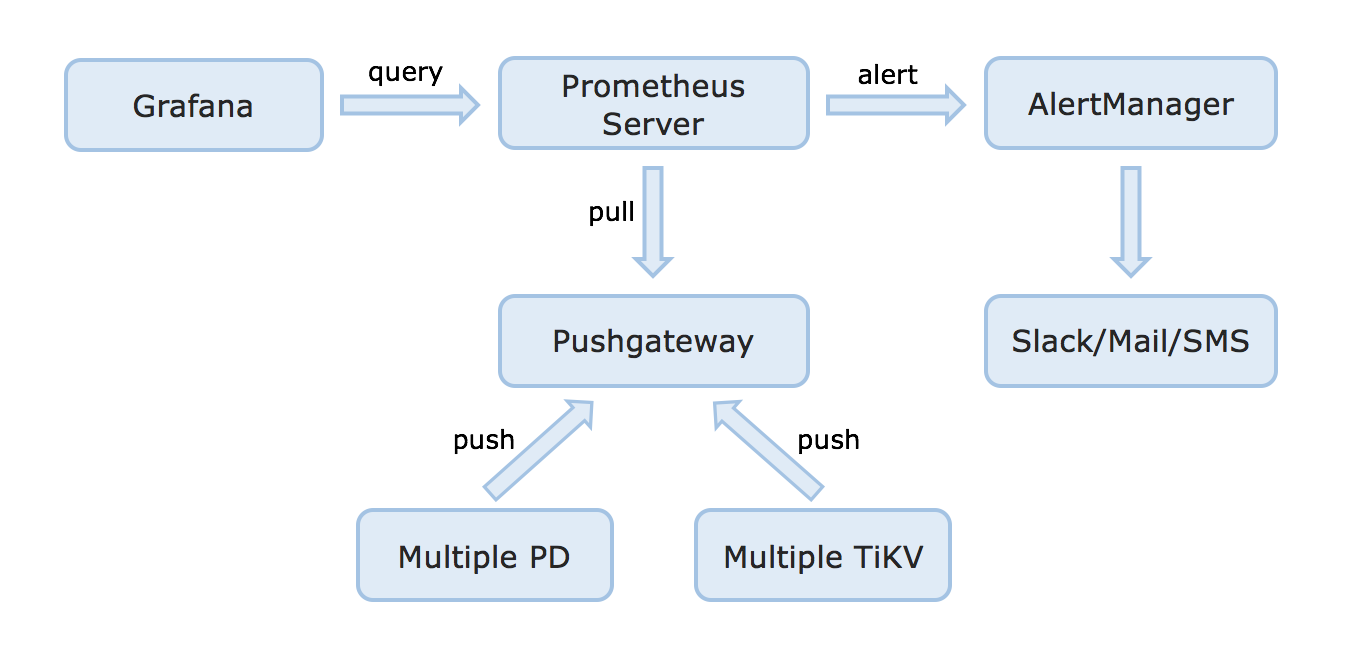 Grafana
query
Prometheus
Server
alert
AlertManager
pull
Pushgateway
Slack/Mail/SMS
push
push
Multiple PD
Multiple TiKV